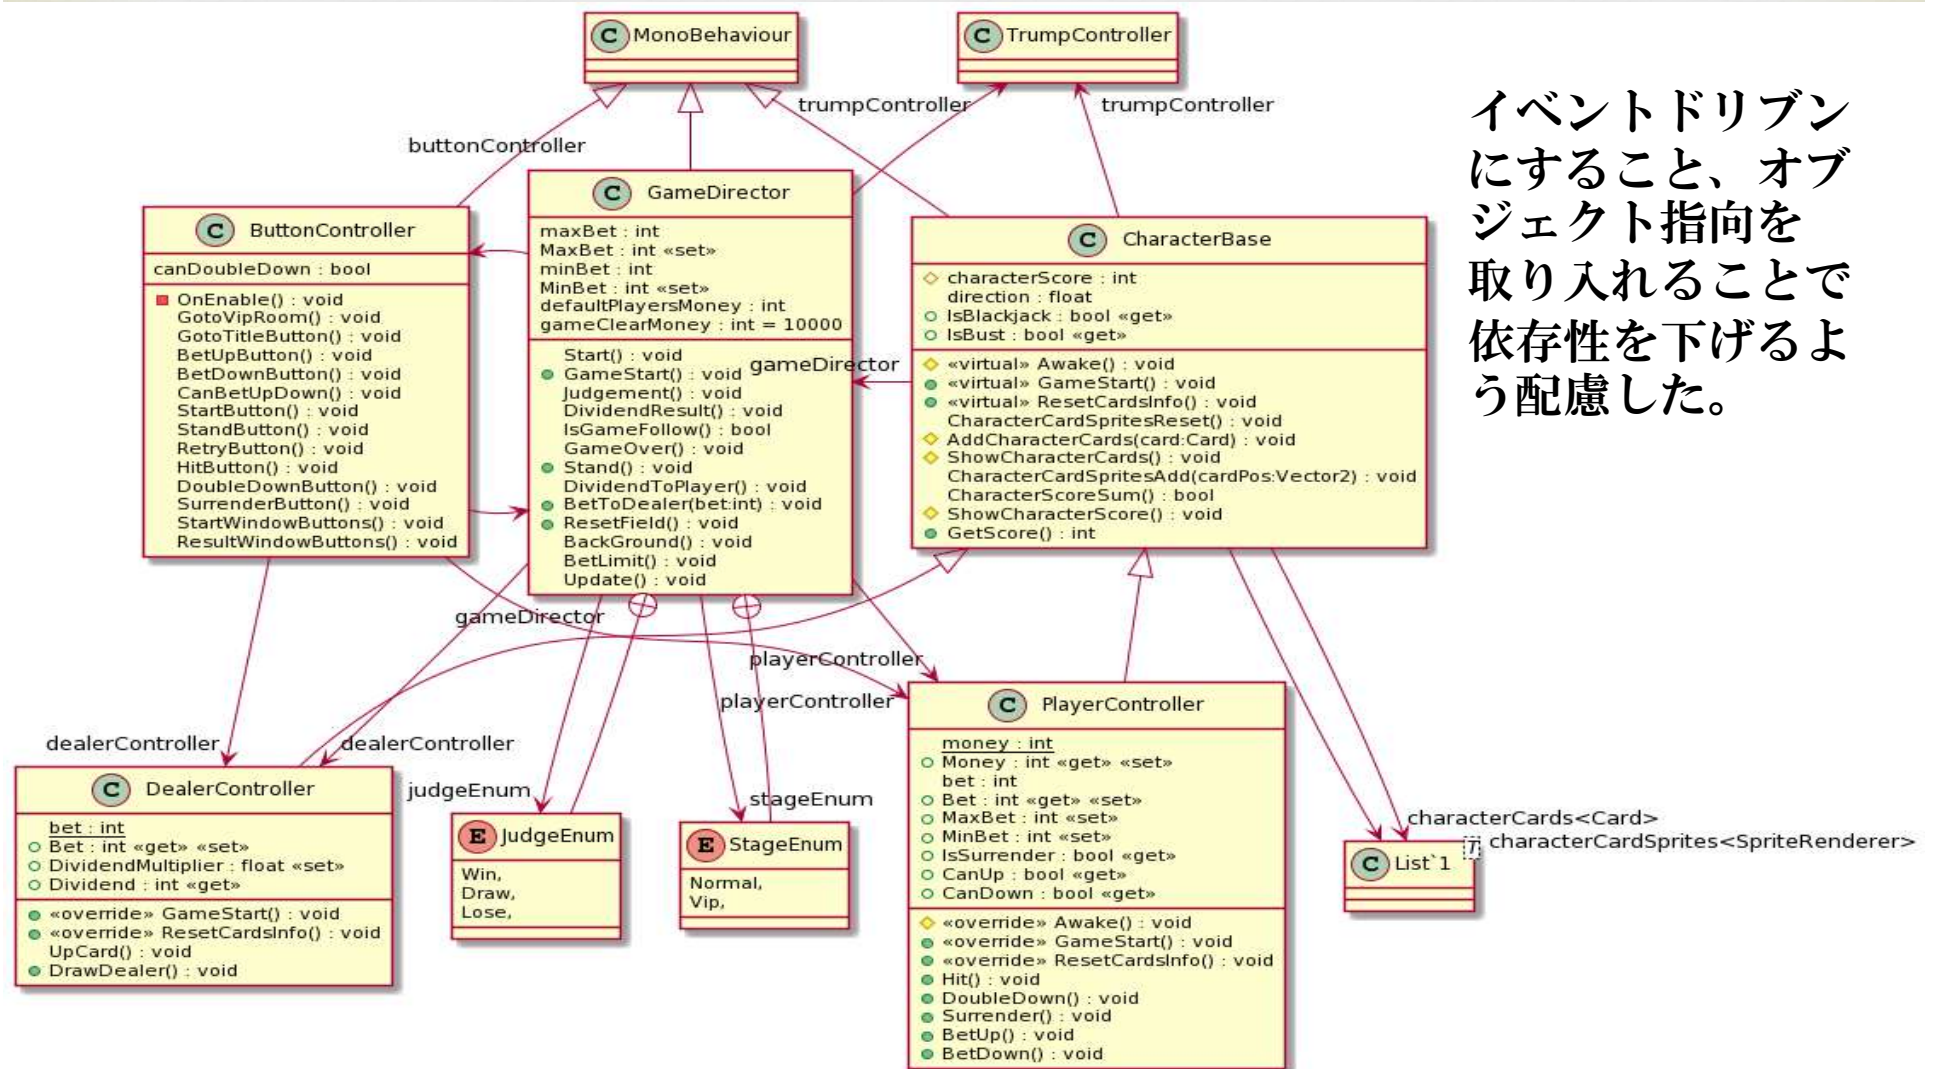 MonoBehaviour
TrumpController
trumpController
trumpController
buttonController
イベントドリブン
にすること、オブ
ジェクト指向を
取り入れることで
依存性を下げるよ
う配慮した。
ButtonController
canDoubleDown : bool
OnEnable() : void
GotoVipRoom() : void
GotoTitleButton() : void
BetUpButton() : void
BetDownButton() : void
CanBetUpDown() : void
StartButton() : void
StandButton() : void
RetryButton() : void
HitButton() : void
DoubleDownButton() : void
SurrenderButton() : void
StartWindowButtons() : void
ResultWindowButtons() : void
GameDirector
maxBet : int
MaxBet : int «set»
minBet : int
MinBet : int «set»
defaultPlayersMoney : int
gameClearMoney : int = 10000
Start() : void
GameStart() : void
Judgement() : void
DividendResult() : void
IsGameFollow() : bool
GameOver() : void
Stand() : void
DividendToPlayer() : void
BetToDealer(bet:int) : void
ResetField() : void
BackGround() : void
BetLimit() : void
Update() : void
gameDirector
CharacterBase
characterScore : int
direction : float
IsBlackjack : bool «get»
IsBust : bool «get»
«virtual» Awake() : void
«virtual» GameStart() : void
«virtual» ResetCardsInfo() : void
CharacterCardSpritesReset() : void
AddCharacterCards(card:Card) : void
ShowCharacterCards() : void
CharacterCardSpritesAdd(cardPos:Vector2) : void
CharacterScoreSum() : bool
ShowCharacterScore() : void
GetScore() : int
gameDirector
playerController
playerController
dealerController
dealerController
judgeEnum
stageEnum
DealerController
bet : int
Bet : int «get» «set»
DividendMultiplier : float «set»
Dividend : int «get»
«override» GameStart() : void
«override» ResetCardsInfo() : void
UpCard() : void
DrawDealer() : void
JudgeEnum
Win,
Draw,
Lose,
StageEnum
Normal,
Vip,
PlayerController
money : int
Money : int «get» «set»
bet : int
Bet : int «get» «set»
MaxBet : int «set»
MinBet : int «set»
IsSurrender : bool «get»
CanUp : bool «get»
CanDown : bool «get»
«override» Awake() : void
«override» GameStart() : void
«override» ResetCardsInfo() : void
Hit() : void
DoubleDown() : void
Surrender() : void
BetUp() : void
BetDown() : void
characterCards<Card>
characterCardSprites<SpriteRenderer>
List`1
T
C
C
C
C
C
C
C
E
E
C